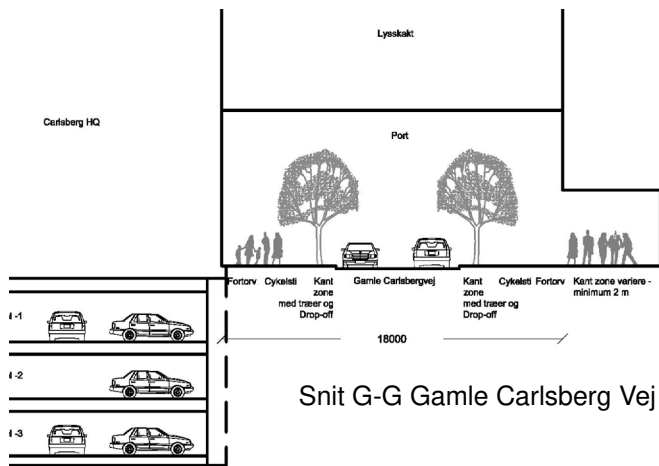 Lysskakt
Carlsberg HQ
Port
Fortorv Cykelsti Kant zone med træer og Drop-off Gamle Carlsbergvej Kant zone med træer og Drop-off Cykelsti Fortorv Kant zone variere - minimum 2 m
18000
-1
-2
-3
Snit G-G Gamle Carlsberg Vej